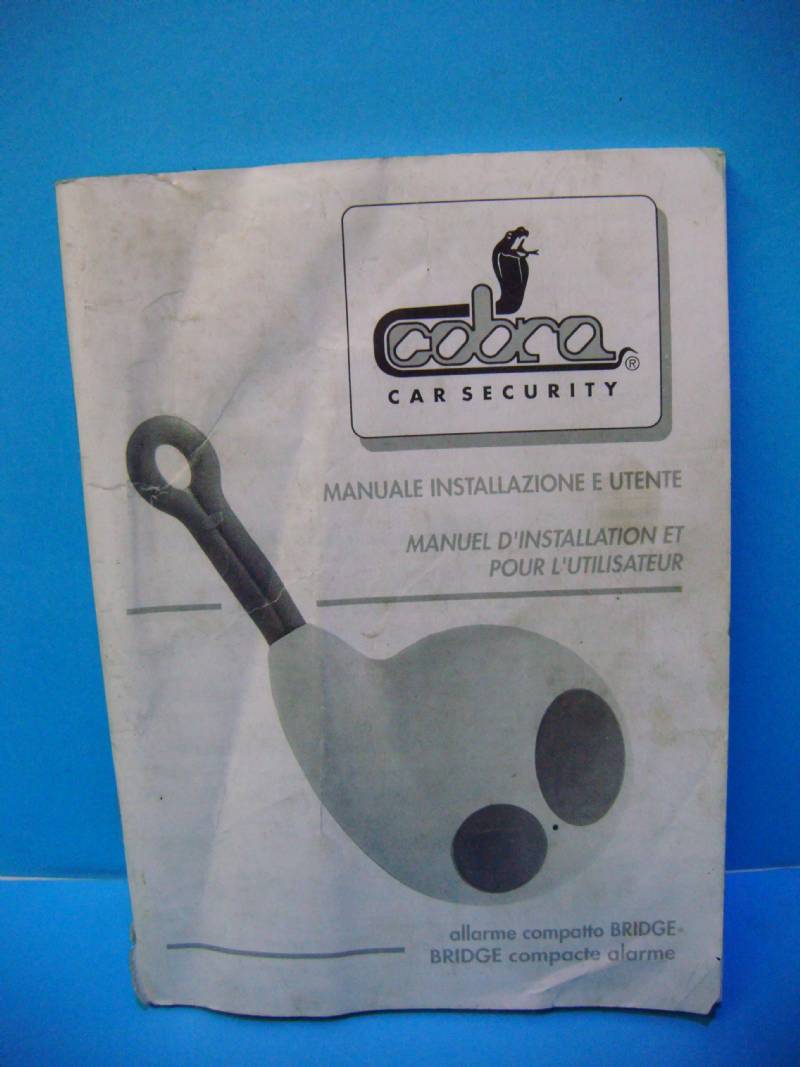 cobra ®
CAR SECURITY
MANUALE INSTALLAZIONE E UTENTE
MANUEL D'INSTALLATION ET
POUR L'UTILISATEUR
allarme compatto BRIDGE
BRIDGE compacte alarme